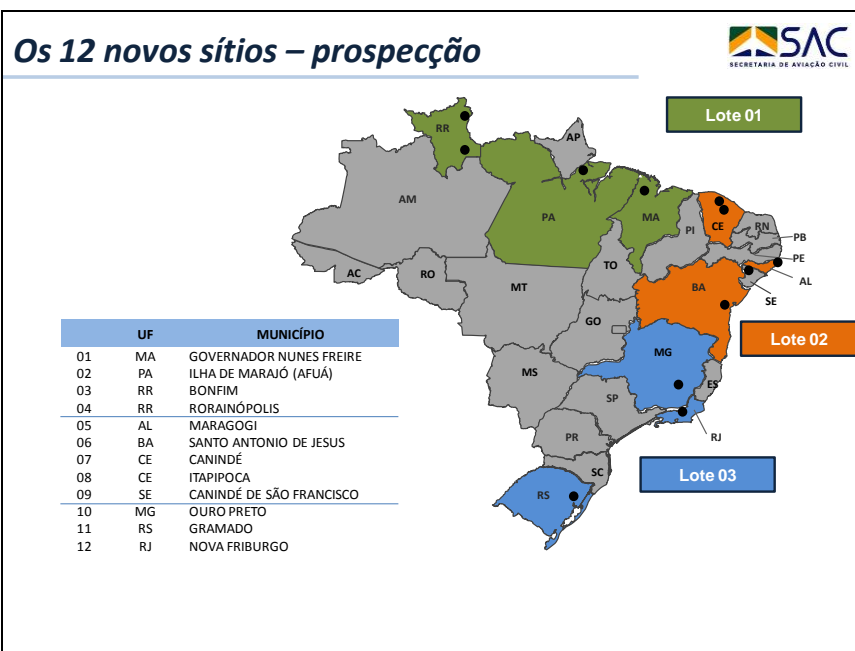 Os 12 novos sítios – prospecção
SAC
SECRETARIA DE AVIAÇÃO CIVIL
Lote 01
RR
AP
AM
PA
MA
CE
RN
PI
PB
PE
AL
SE
AC
RO
TO
MT
BA
GO
Lote 02
MG
MS
ES
SP
RJ
PR
SC
RS
Lote 03
UF MUNICÍPIO
01 MA GOVERNADOR NUNES FREIRE
02 PA ILHA DE MARAJÓ (AFUÁ)
03 RR BONFIM
04 RR RORAINÓPOLIS
05 AL MARAGOGI
06 BA SANTO ANTONIO DE JESUS
07 CE CANINDÉ
08 CE ITAPIPOCA
09 SE CANINDÉ DE SÃO FRANCISCO
10 MG OURO PRETO
11 RS GRAMADO
12 RJ NOVA FRIBURGO